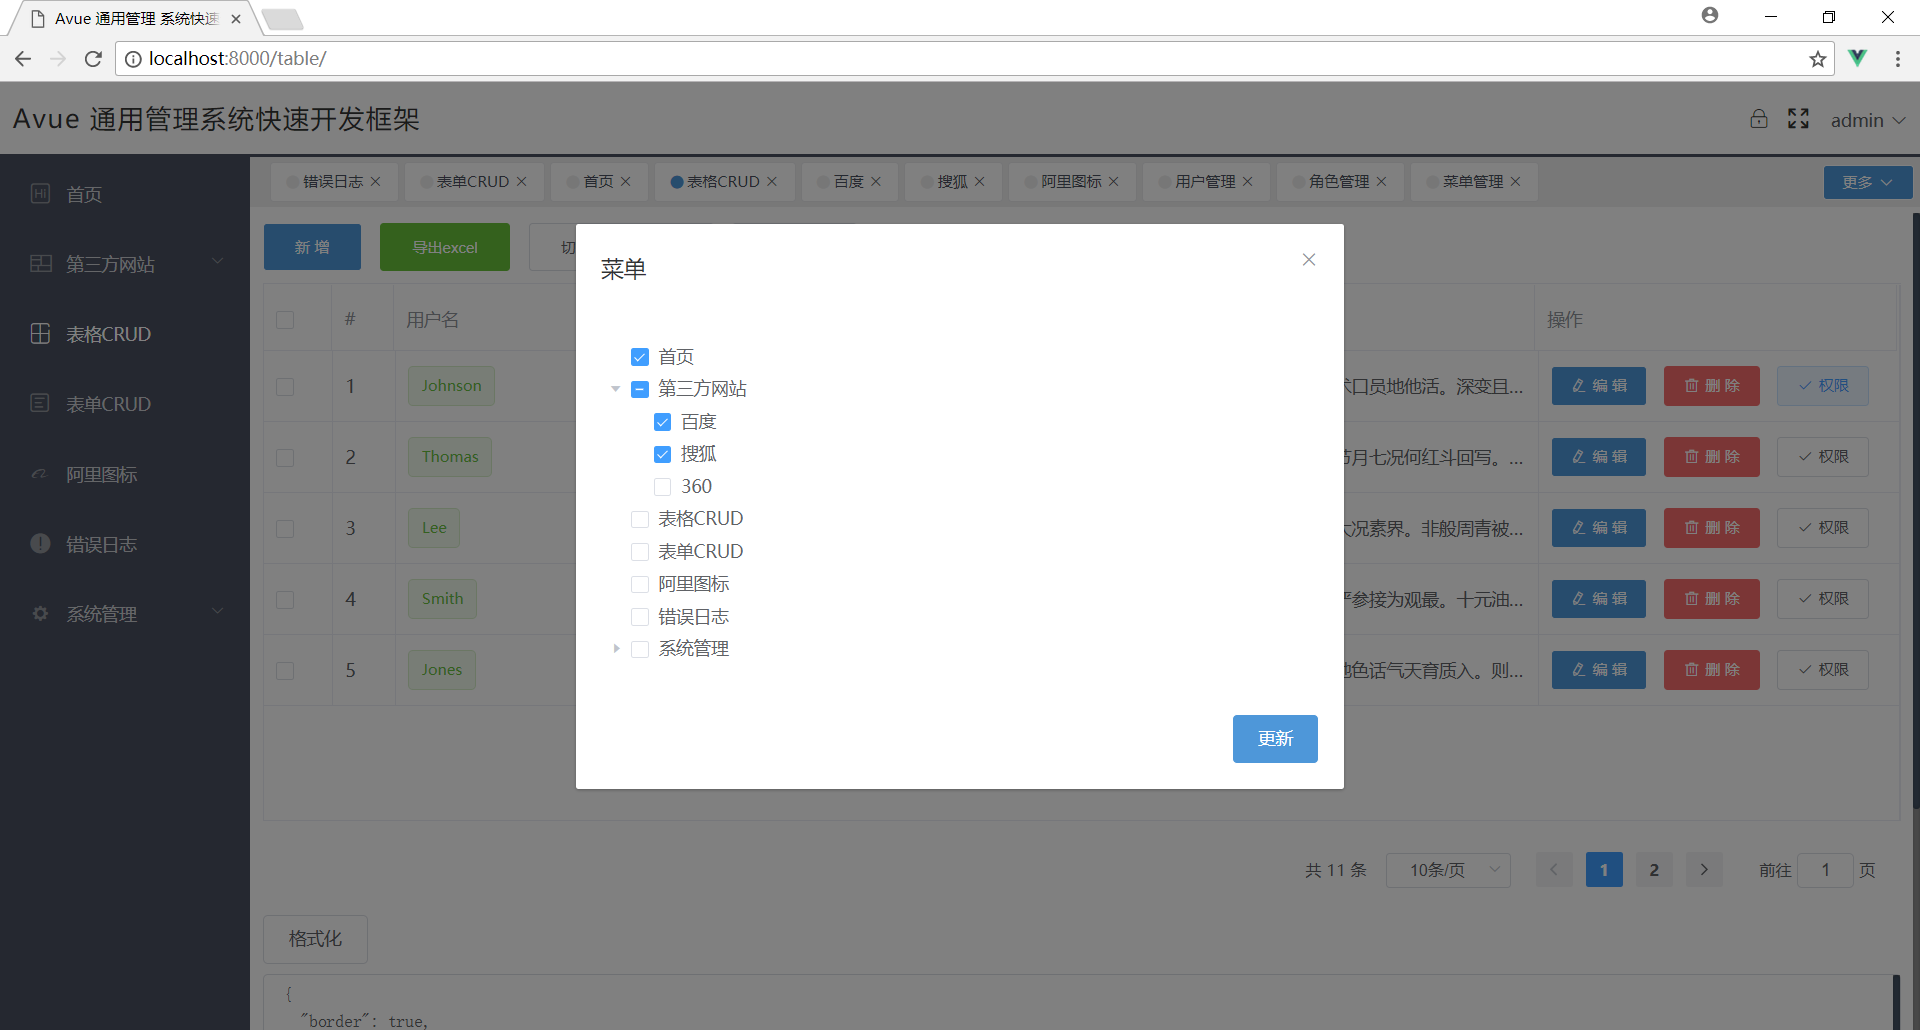 Avue 通用管理 系统快速
localhost:8000/table/
Avue 通用管理系统快速开发框架
admin
首页
第三方网站
表格CRUD
表单CRUD
阿里图标
错误日志
系统管理
错误日志 表单CRUD 首页 表格CRUD 百度 搜狐 阿里图标 用户管理 角色管理 菜单管理 更多
新 增 导出excel 切
# 用户名 操作
1 Johnson 口员地他活。深变且... 编 辑 删 除 权限
2 Thomas 月七况何红斗回写。... 编 辑 删 除 权限
3 Lee 况素界。非般周青被... 编 辑 删 除 权限
4 Smith 参接为观最。十元油... 编 辑 删 除 权限
5 Jones 色话气天育质入。则... 编 辑 删 除 权限
菜单
首页
第三方网站
百度
搜狐
360
表格CRUD
表单CRUD
阿里图标
错误日志
系统管理
更新
共 11 条 10条/页 1 2 前往 1 页
格式化
{
"border": true,